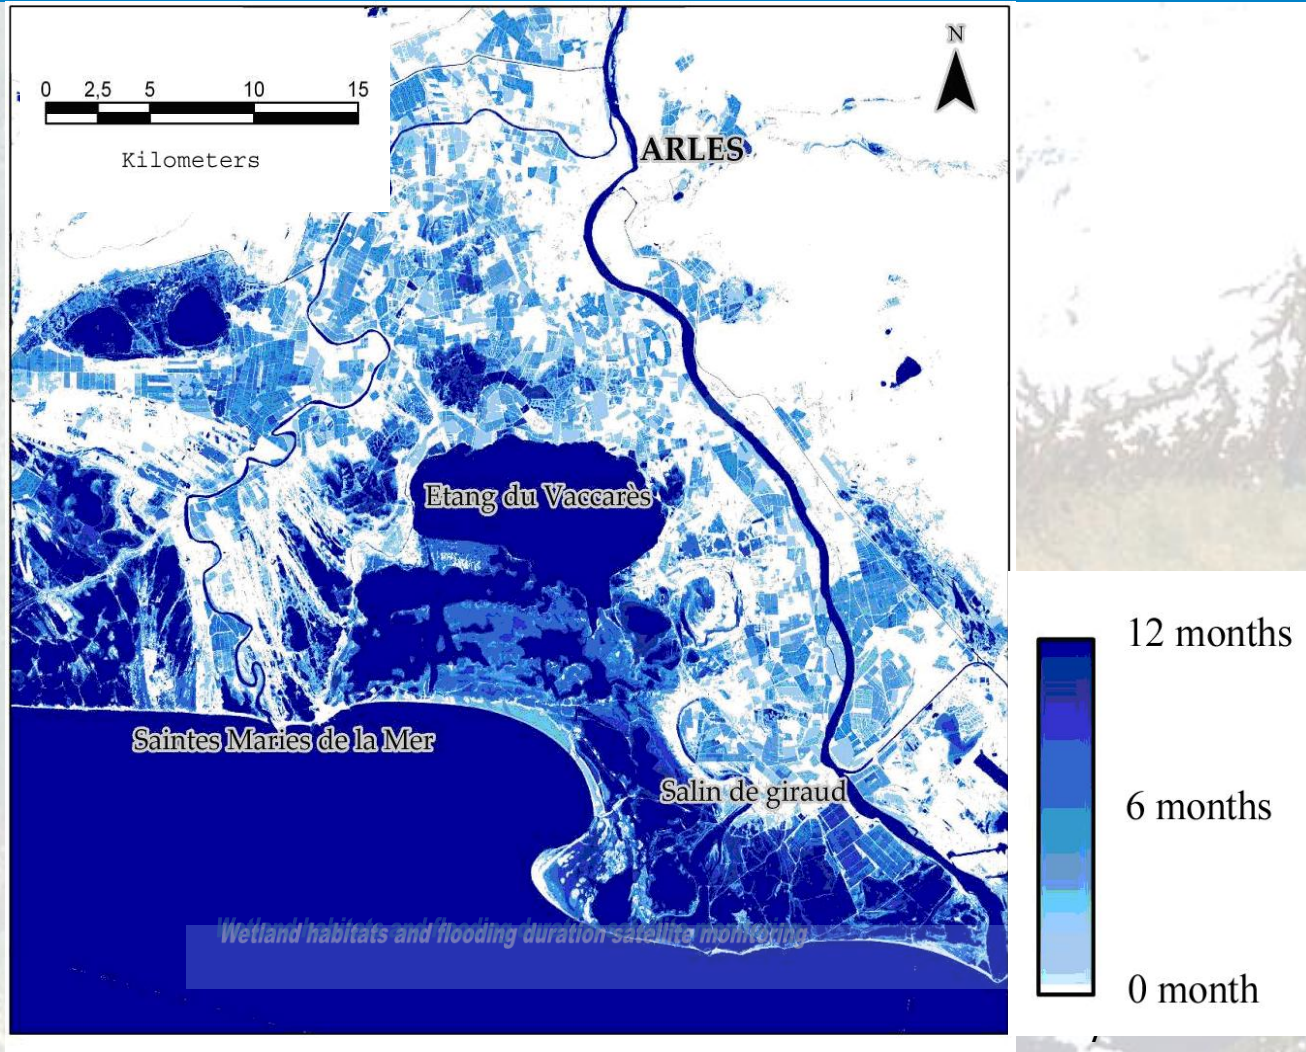 0 2,5 5 10 15
Kilometers
N
ARLES
Etang du Vaccarès
Saintes Maries de la Mer
Salin de giraud
Wetland habitats and flooding duration satellite monitoring
12 months
6 months
0 month